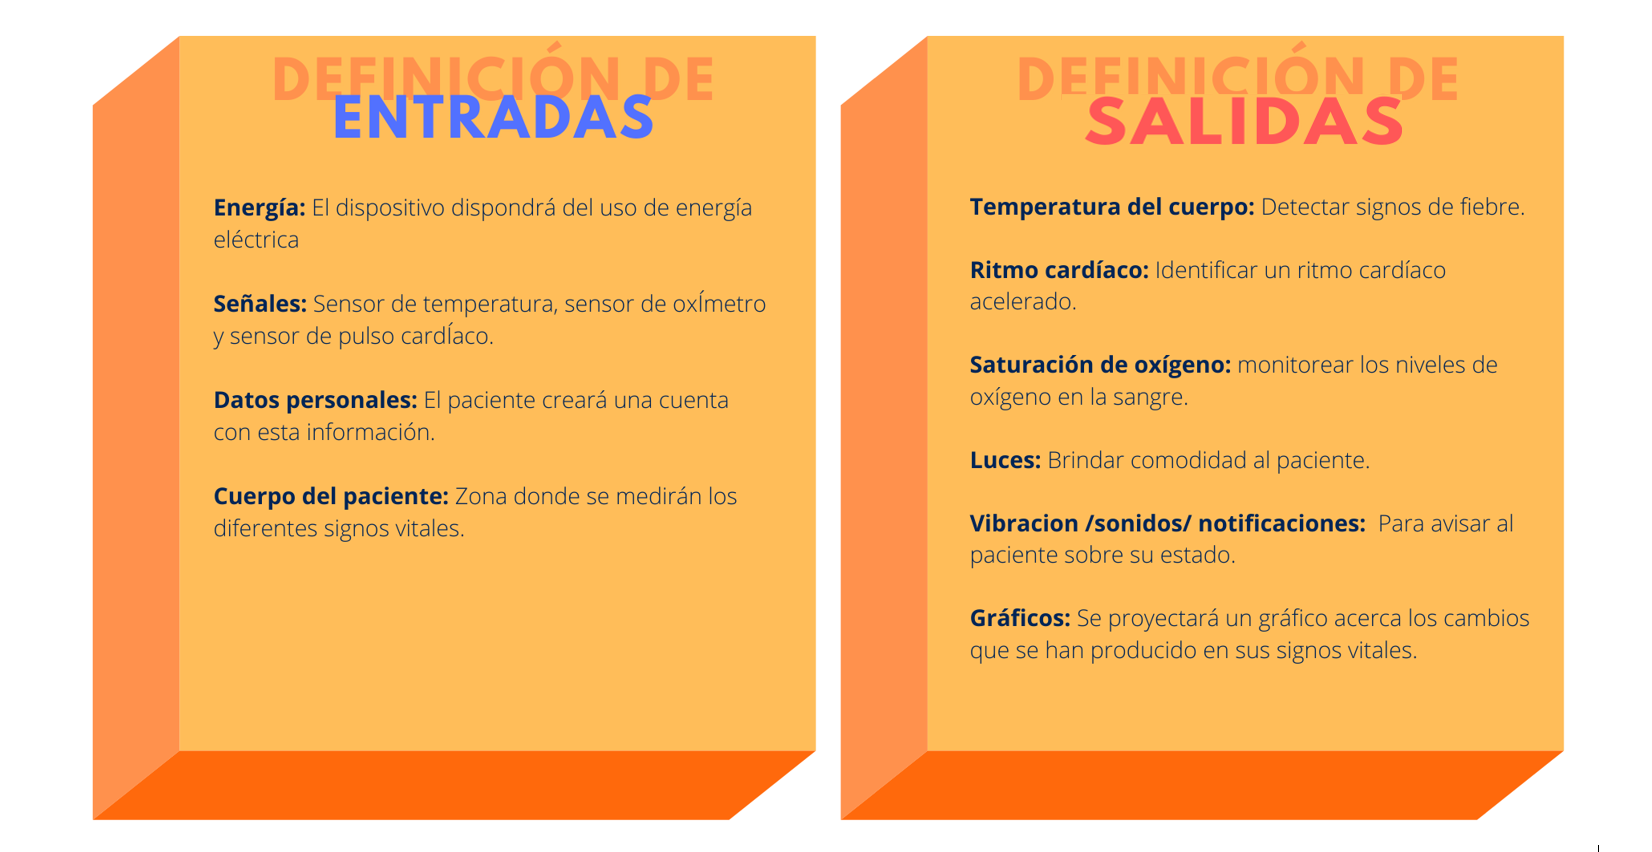 DEFINICIÓN DE
ENTRADAS
Energía: El dispositivo dispondrá del uso de energía
eléctrica
Señales: Sensor de temperatura, sensor de oxÍmetro
y sensor de pulso cardÍaco.
Datos personales: El paciente creará una cuenta
con esta información.
Cuerpo del paciente: Zona donde se medirán los
diferentes signos vitales.
DEFINICIÓN DE
SALIDAS
Temperatura del cuerpo: Detectar signos de fiebre.
Ritmo cardíaco: Identificar un ritmo cardíaco
acelerado.
Saturación de oxígeno: monitorear los niveles de
oxígeno en la sangre.
Luces: Brindar comodidad al paciente.
Vibracion /sonidos/ notificaciones:  Para avisar al
paciente sobre su estado.
Gráficos: Se proyectará un gráfico acerca los cambios
que se han producido en sus signos vitales.